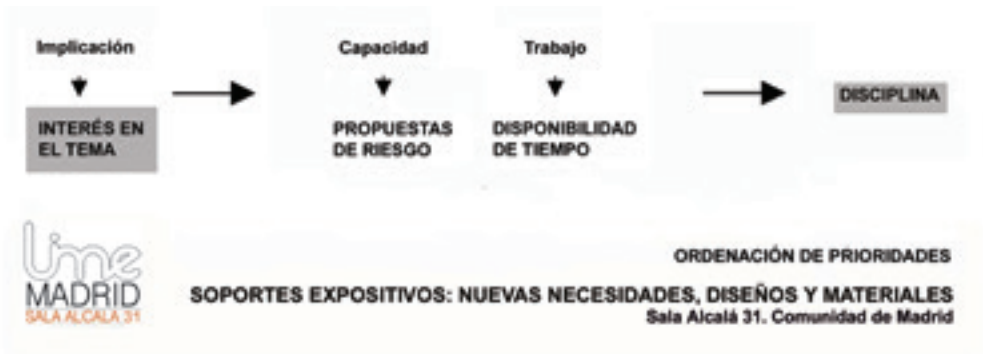 Implicación
Capacidad
Trabajo
INTERÉS EN
EL TEMA
PROPUESTAS
DE RIESGO
DISPONIBILIDAD
DE TIEMPO
DISCIPLINA
Lime
MADRID
SALA ALCALÁ 31
ORDENACIÓN DE PRIORIDADES
SOPORTES EXPOSITIVOS: NUEVAS NECESIDADES, DISEÑOS Y MATERIALES
Sala Alcalá 31. Comunidad de Madrid